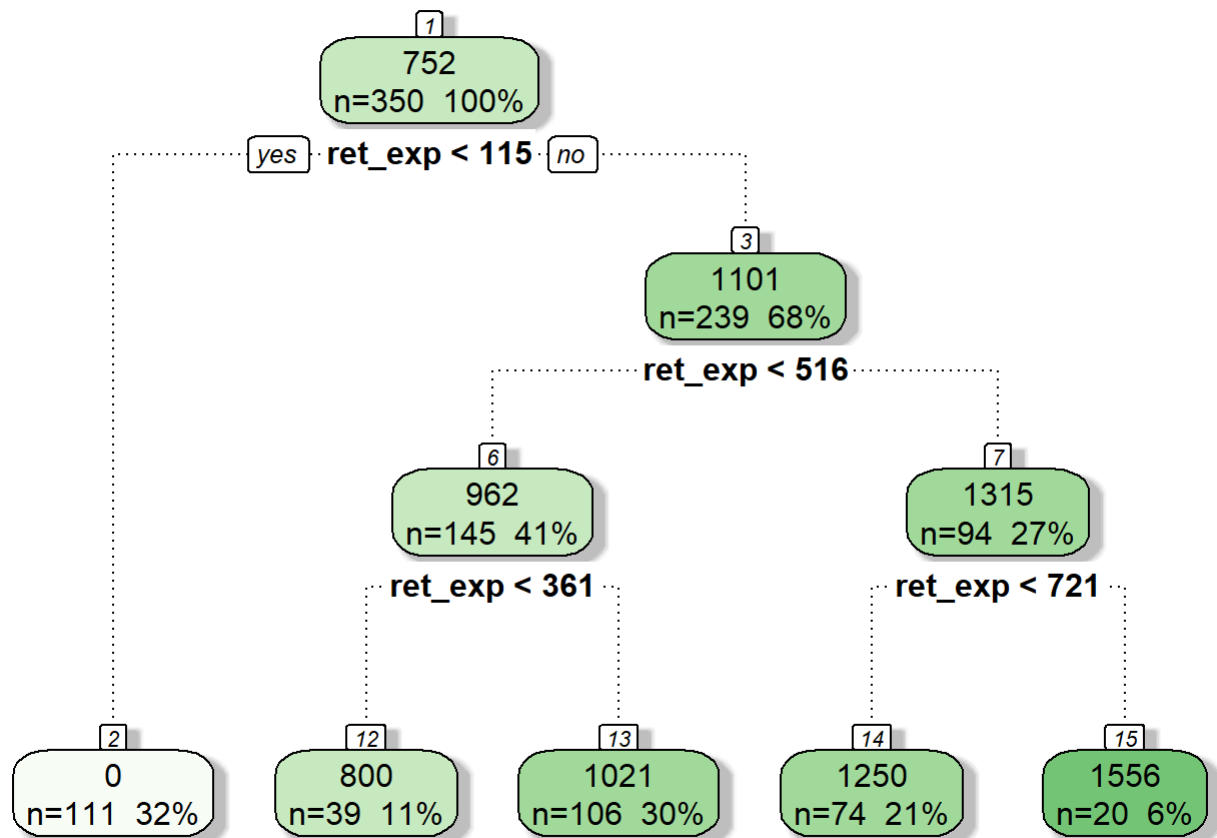 1
752
n=350 100%
yes ret_exp < 115 no
3
1101
n=239 68%
ret_exp < 516
6
962
n=145 41%
7
1315
n=94 27%
ret_exp < 361
ret_exp < 721
2
0
n=111 32%
12
800
n=39 11%
13
1021
n=106 30%
14
1250
n=74 21%
15
1556
n=20 6%